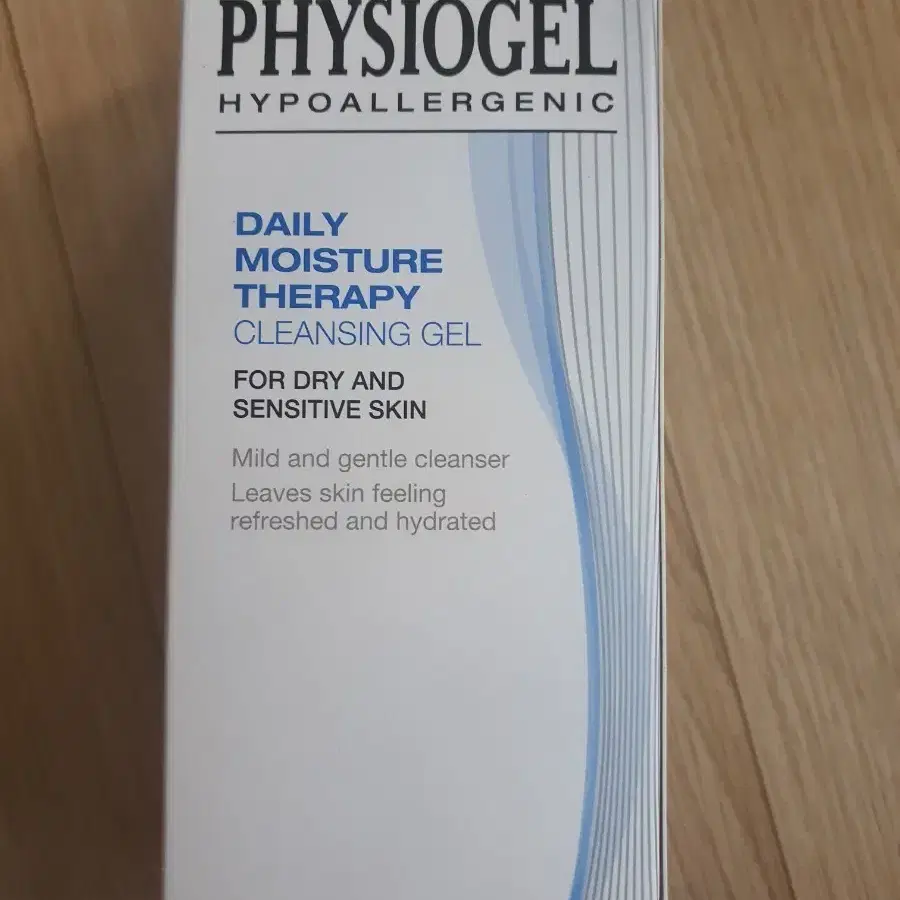 PHYSIOGEL
HYPOALLERGENIC
DAILY
MOISTURE
THERAPY
CLEANSING GEL
FOR DRY AND
SENSITIVE SKIN
Mild and gentle cleanser
Leaves skin feeling
refreshed and hydrated